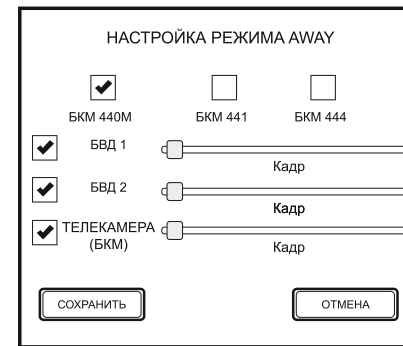 НАСТРОЙКА РЕЖИМА AWAY
БКМ 440М БКМ 441 БКМ 444
БВД 1
Кадр
БВД 2
Кадр
ТЕЛЕКАМЕРА
(БКМ)
Кадр
СОХРАНИТЬ ОТМЕНА